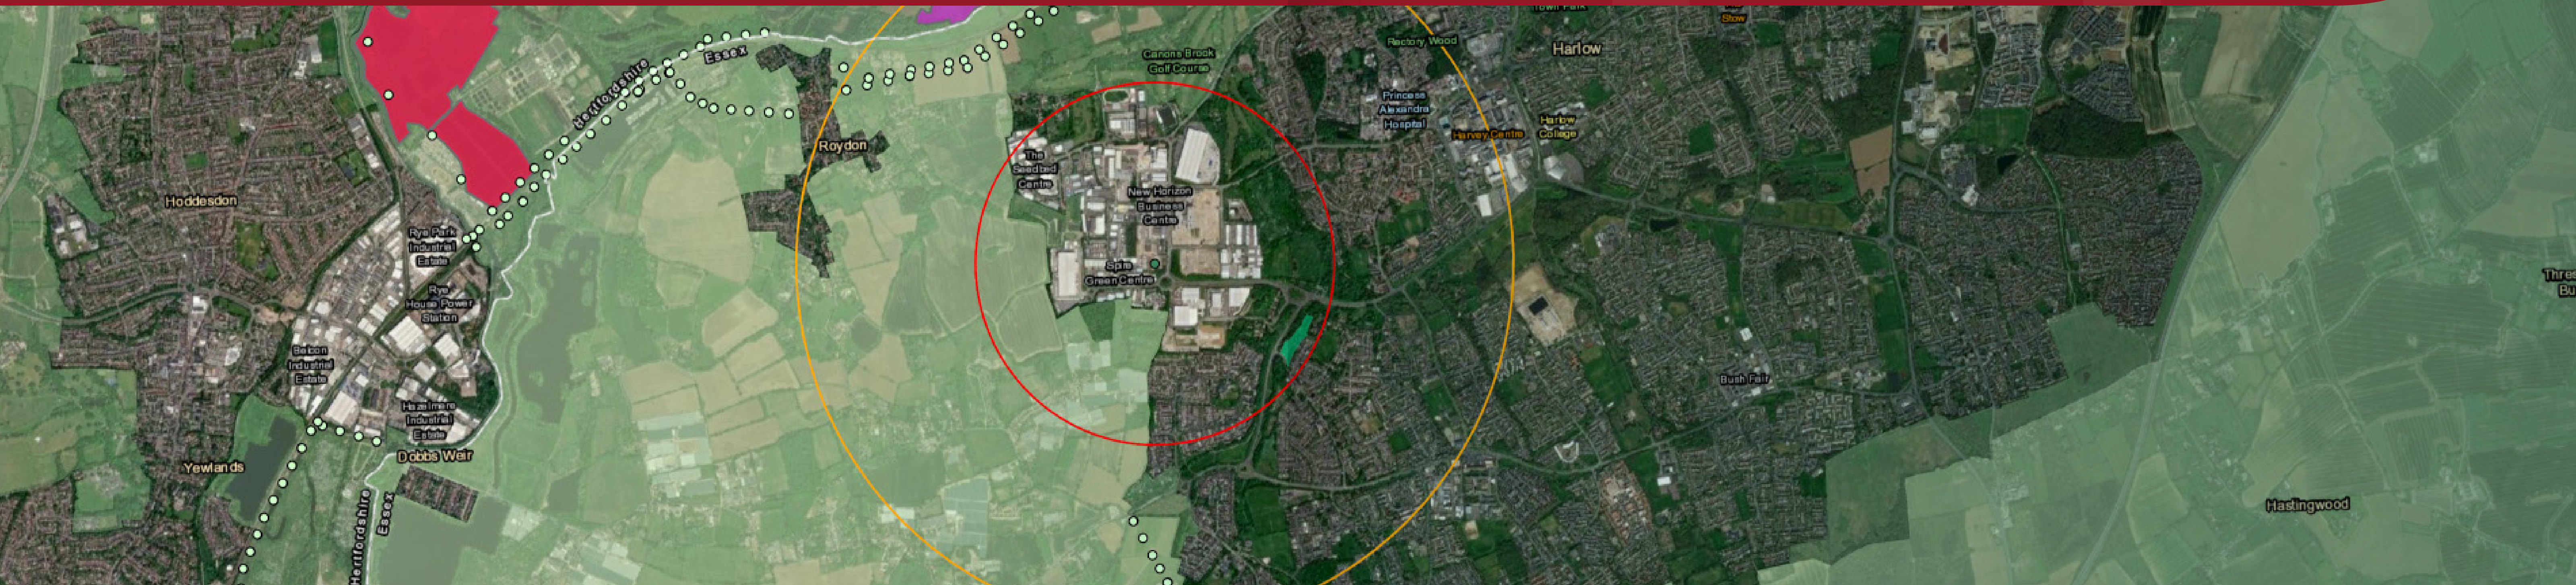 Town Park
Stow
Essex
Canons Brook
Golf Course
Rectory Wood
Harlow
Hertfordshire
Princess
Alexandra
Hospital
Harvey Centre
Harlow
College
Roydon
The
Seedbed
Centre
Hoddesdon
New Horizon
Business
Centre
Rye Park
Industrial
Estate
Spire
Green Centre
Rye
House Power
Station
Belcon
Industrial
Estate
Bush Fair
Hazelmere
Industrial
Estate
Dobbs Weir
Yewlands
Hertfordshire
Essex
Hastingwood